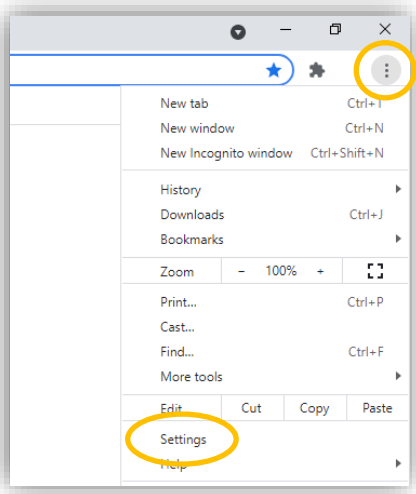 New tab Ctrl+T
New window Ctrl+N
New Incognito window Ctrl+Shift+N
History
Downloads Ctrl+J
Bookmarks
Zoom - 100% +
Print... Ctrl+P
Cast...
Find... Ctrl+F
More tools
Edit Cut Copy Paste
Settings
Help